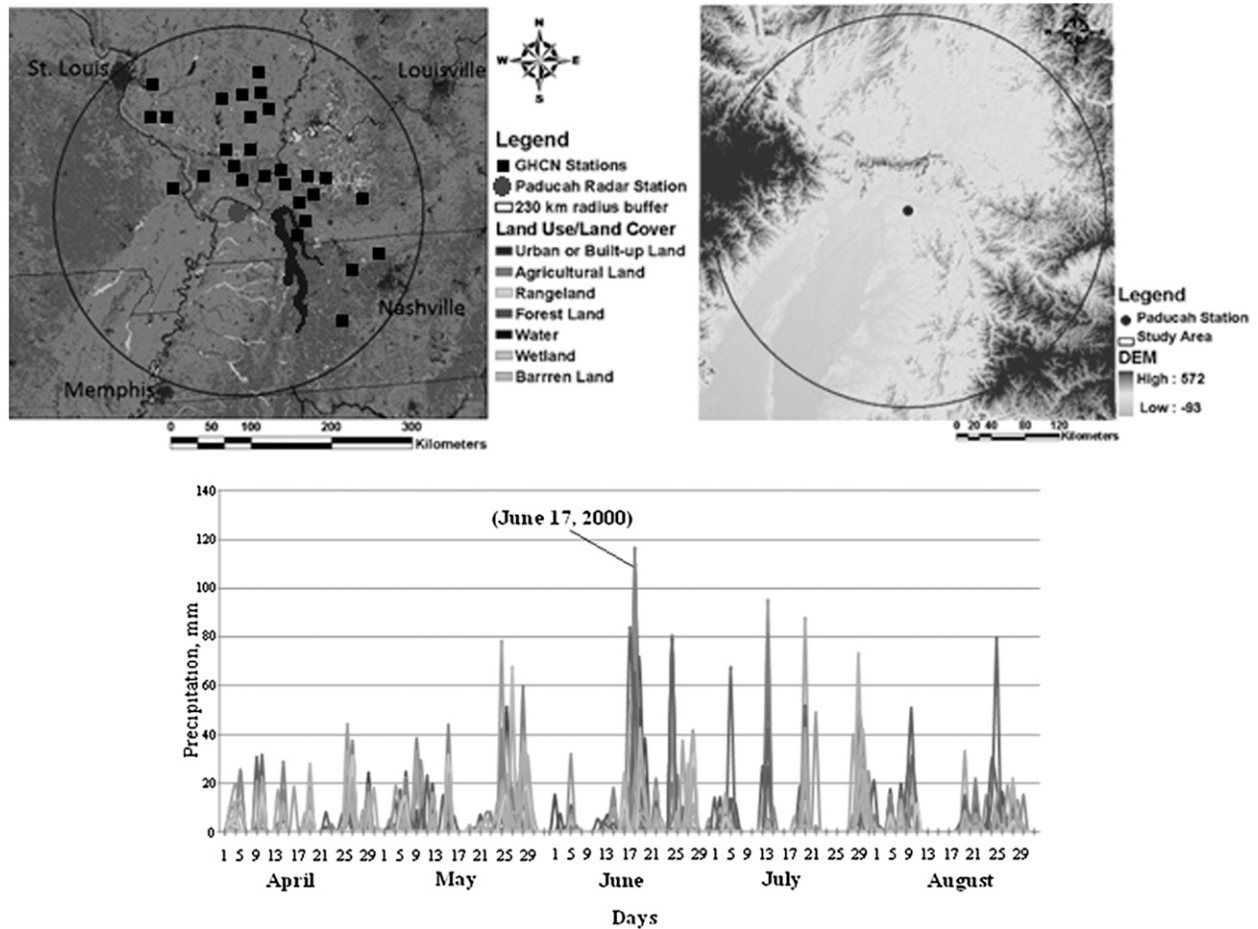 St. Louis
Louisville
Nashville
Memphis
N
W E
S
Legend
GHCN Stations
Paducah Radar Station
230 km radius buffer
Land Use/Land Cover
Urban or Built-up Land
Agricultural Land
Rangeland
Forest Land
Water
Wetland
Barrren Land
0 50 100 200 300
Kilometers
Legend
Paducah Station
Study Area
DEM
High : 572
Low : -93
0 20 40 80 120
Kilometers
140
120
100
80
60
40
20
0
Precipitation, mm
(June 17, 2000)
1 5 9 13 17 21 25 29 1 5 9 13 17 21 25 29 1 5 9 13 17 21 25 29 1 5 9 13 17 21 25 29 1 5 9 13 17 21 25 29
April May June July August
Days